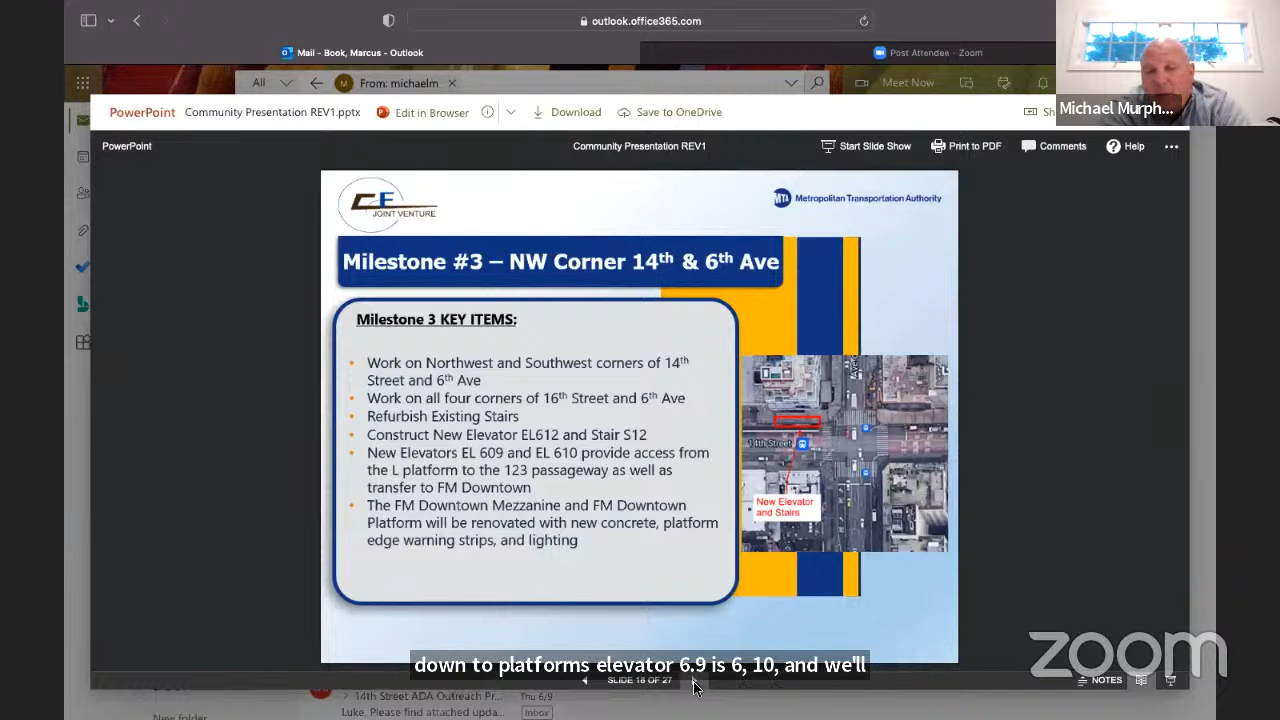 outlook.office365.com
Mail - Book, Marcus - Outlook
Post Attendee - Zoom
All
M
From: michaelm
Meet Now
PowerPoint
Community Presentation REV1.pptx
Edit in Browser
Download
Save to OneDrive
Sh
Michael Murph...
PowerPoint
Community Presentation REV1
Start Slide Show
Print to PDF
Comments
Help
CF
JOINT VENTURE
MTA
Metropolitan Transportation Authority
Milestone #3 – NW Corner 14th & 6th Ave
Milestone 3 KEY ITEMS:
• Work on Northwest and Southwest corners of 14th
Street and 6th Ave
• Work on all four corners of 16th Street and 6th Ave
• Refurbish Existing Stairs
• Construct New Elevator EL612 and Stair S12
• New Elevators EL 609 and EL 610 provide access from
the L platform to the 123 passageway as well as
transfer to FM Downtown
• The FM Downtown Mezzanine and FM Downtown
Platform will be renovated with new concrete, platform
edge warning strips, and lighting
14th Street
New Elevator
and Stairs
down to platforms elevator 6.9 is 6, 10, and we'll
SLIDE 16 OF 27
NOTES
zoom
14th Street ADA Outreach Pr...
Thu 6/9
Luke, Please find attached upda...
Inbox
New folder